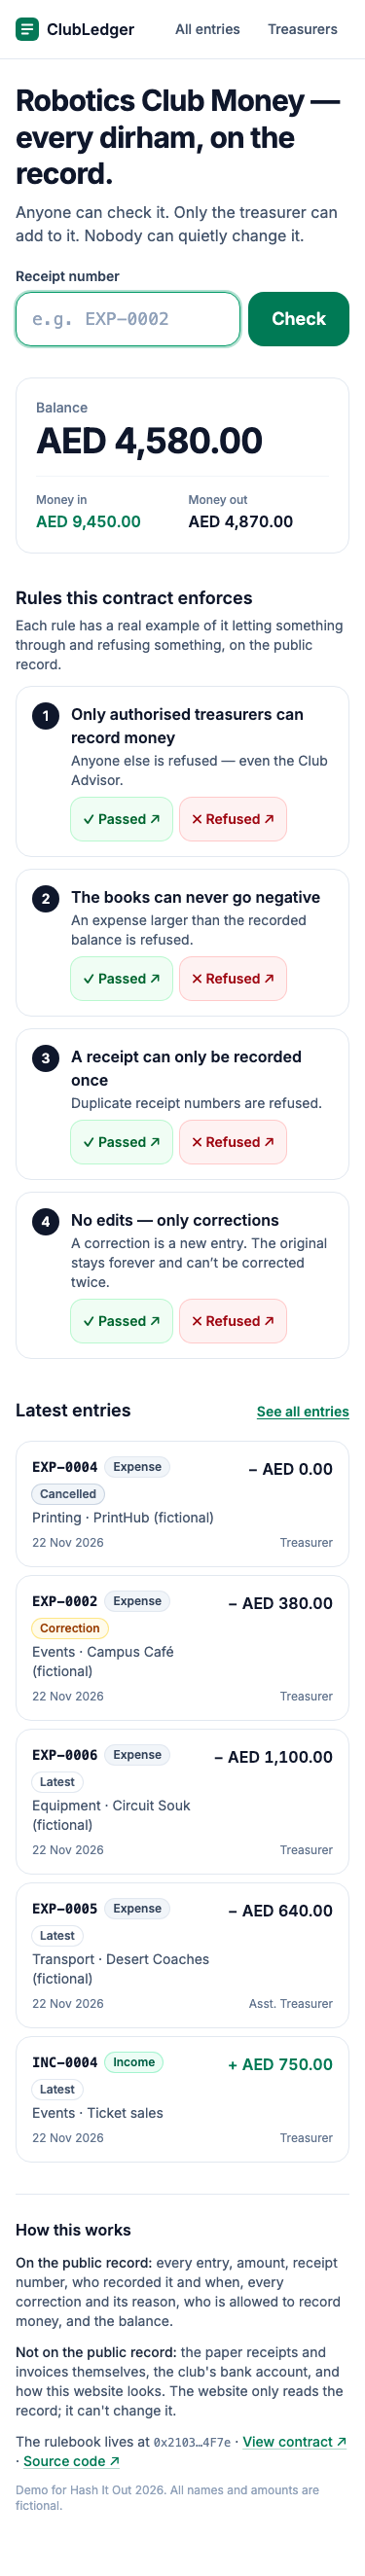 ClubLedger All entries Treasurers
Robotics Club Money —
every dirham, on the
record.
Anyone can check it. Only the treasurer can
add to it. Nobody can quietly change it.
Receipt number
e.g. EXP-0002 Check
Balance
AED 4,580.00
Money in Money out
AED 9,450.00 AED 4,870.00
Rules this contract enforces
Each rule has a real example of it letting something
through and refusing something, on the public
record.
1 Only authorised treasurers can
record money
Anyone else is refused — even the Club
Advisor.
✓ Passed ↗ ✕ Refused ↗
2 The books can never go negative
An expense larger than the recorded
balance is refused.
✓ Passed ↗ ✕ Refused ↗
3 A receipt can only be recorded
once
Duplicate receipt numbers are refused.
✓ Passed ↗ ✕ Refused ↗
4 No edits — only corrections
A correction is a new entry. The original
stays forever and can’t be corrected
twice.
✓ Passed ↗ ✕ Refused ↗
Latest entries See all entries
EXP-0004 Expense − AED 0.00
Cancelled
Printing · PrintHub (fictional)
22 Nov 2026 Treasurer
EXP-0002 Expense − AED 380.00
Correction
Events · Campus Café
(fictional)
22 Nov 2026 Treasurer
EXP-0006 Expense − AED 1,100.00
Latest
Equipment · Circuit Souk
(fictional)
22 Nov 2026 Treasurer
EXP-0005 Expense − AED 640.00
Latest
Transport · Desert Coaches
(fictional)
22 Nov 2026 Asst. Treasurer
INC-0004 Income + AED 750.00
Latest
Events · Ticket sales
22 Nov 2026 Treasurer
How this works
On the public record: every entry, amount, receipt
number, who recorded it and when, every
correction and its reason, who is allowed to record
money, and the balance.
Not on the public record: the paper receipts and
invoices themselves, the club's bank account, and
how this website looks. The website only reads the
record; it can't change it.
The rulebook lives at 0x2103…4F7e · View contract ↗
· Source code ↗
Demo for Hash It Out 2026. All names and amounts are
fictional.